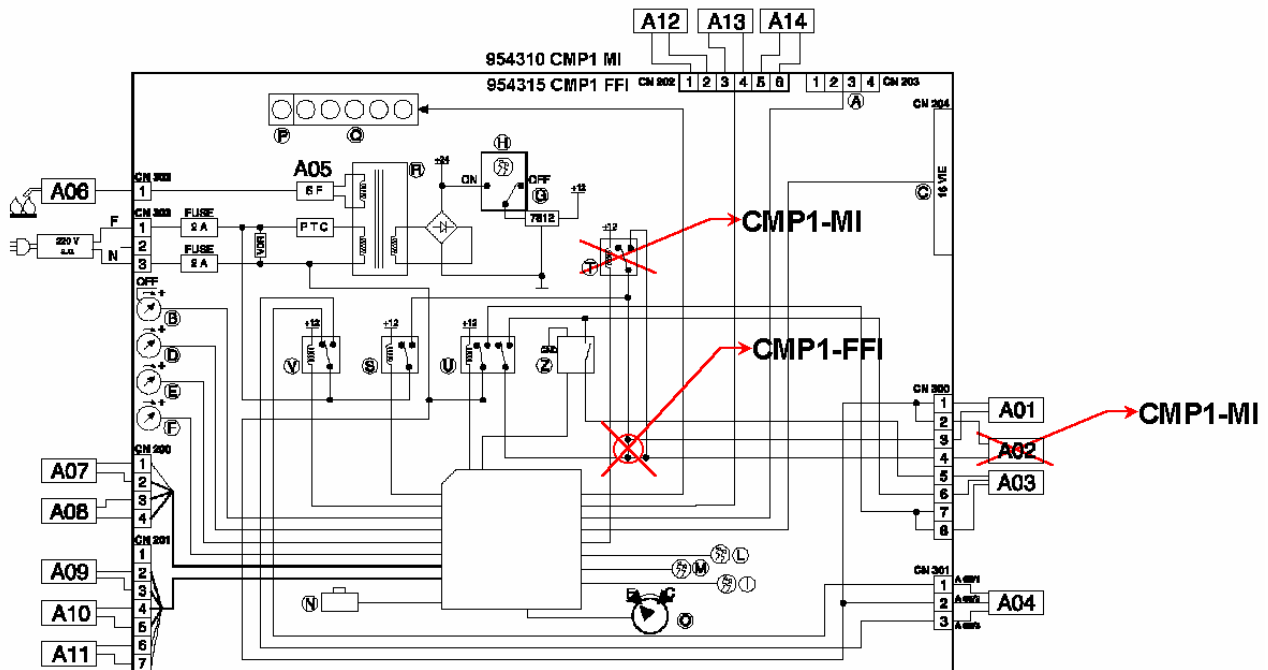 A12 A13 A14
954310 CMP1 MI
954315 CMP1 FFI
CN 202 1 2 3 4 5 6
1 2 3 4 CN 203
A
CN 204
P Q
H
+24
ON OFF
G
+12
7812
C
16 VIE
A05
R
6 F
A06
CN 302
1
CN 303
F
220 V
N
1
2
3
FUSE
2 A
FUSE
2 A
VDR
PTC
+12
T
CMP1-MI
OFF
+
B
+
D
+
E
+
F
+12
V
+12
S
+12
U
Z
CMP1-FFI
CN 300
1
2
3
4
5
6
7
8
A01
A02
CMP1-MI
A03
CN 200
1
2
3
4
A07
A08
CN 201
1
2
3
4
5
6
7
A09
A10
A11
L
M
I
N
E C
O
CN 301
1
2
3
A04